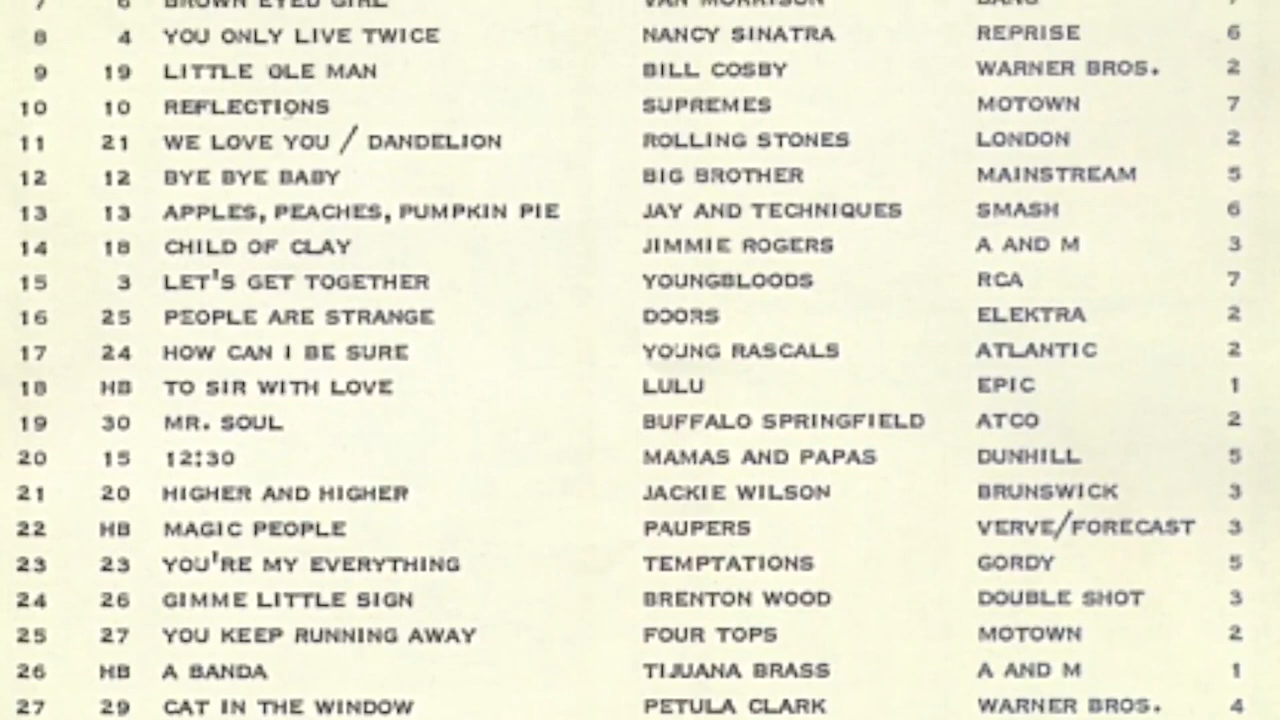 7 6 BROWN EYED GIRL VAN MORRISON BANG 7
8 4 YOU ONLY LIVE TWICE NANCY SINATRA REPRISE 6
9 19 LITTLE OLE MAN BILL COSBY WARNER BROS. 2
10 10 REFLECTIONS SUPREMES MOTOWN 7
11 21 WE LOVE YOU / DANDELION ROLLING STONES LONDON 2
12 12 BYE BYE BABY BIG BROTHER MAINSTREAM 5
13 13 APPLES, PEACHES, PUMPKIN PIE JAY AND TECHNIQUES SMASH 6
14 18 CHILD OF CLAY JIMMIE ROGERS A AND M 3
15 3 LET'S GET TOGETHER YOUNGBLOODS RCA 7
16 25 PEOPLE ARE STRANGE DOORS ELEKTRA 2
17 24 HOW CAN I BE SURE YOUNG RASCALS ATLANTIC 2
18 HB TO SIR WITH LOVE LULU EPIC 1
19 30 MR. SOUL BUFFALO SPRINGFIELD ATCO 2
20 15 12:30 MAMAS AND PAPAS DUNHILL 5
21 20 HIGHER AND HIGHER JACKIE WILSON BRUNSWICK 3
22 HB MAGIC PEOPLE PAUPERS VERVE/FORECAST 3
23 23 YOU'RE MY EVERYTHING TEMPTATIONS GORDY 5
24 26 GIMME LITTLE SIGN BRENTON WOOD DOUBLE SHOT 3
25 27 YOU KEEP RUNNING AWAY FOUR TOPS MOTOWN 2
26 HB A BANDA TIJUANA BRASS A AND M 1
27 29 CAT IN THE WINDOW PETULA CLARK WARNER BROS. 4